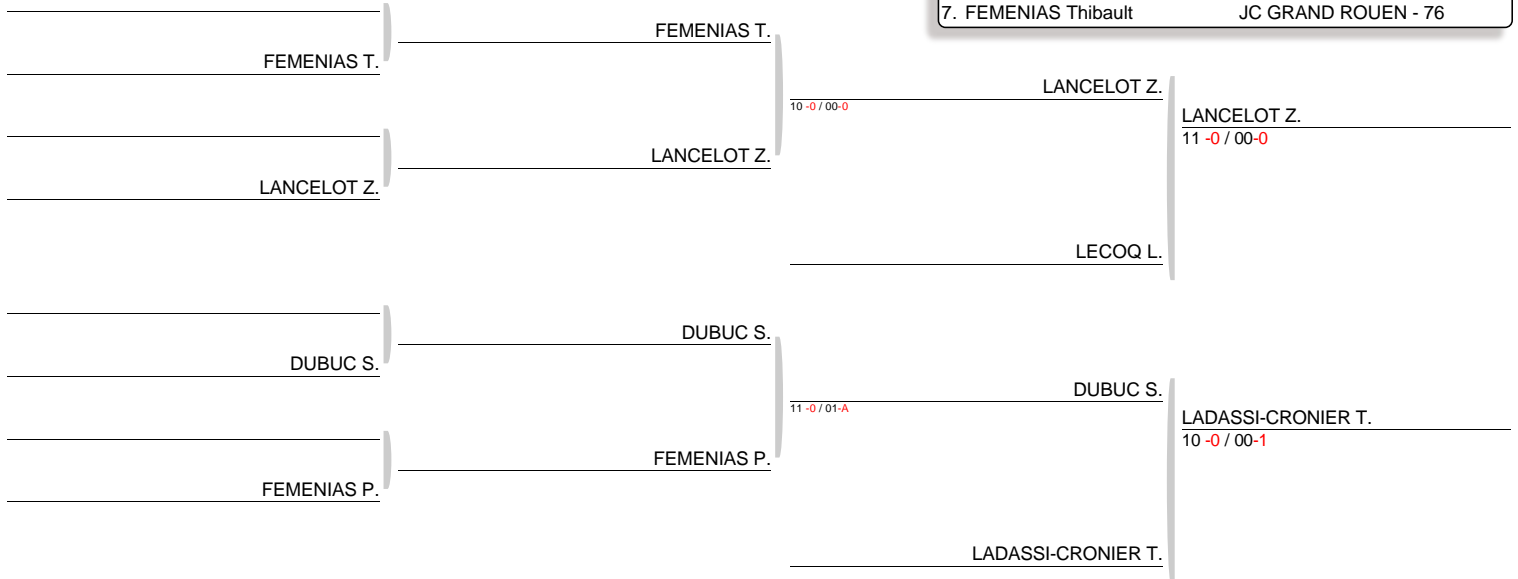 7. FEMENIAS Thibault JC GRAND ROUEN - 76
FEMENIAS T.
FEMENIAS T.
LANCELOT Z.
10 -0 / 00-0
LANCELOT Z.
11 -0 / 00-0
LANCELOT Z.
LANCELOT Z.
LECOQ L.
DUBUC S.
DUBUC S.
DUBUC S.
11 -0 / 01-A
LADASSI-CRONIER T.
10 -0 / 00-1
FEMENIAS P.
FEMENIAS P.
LADASSI-CRONIER T.